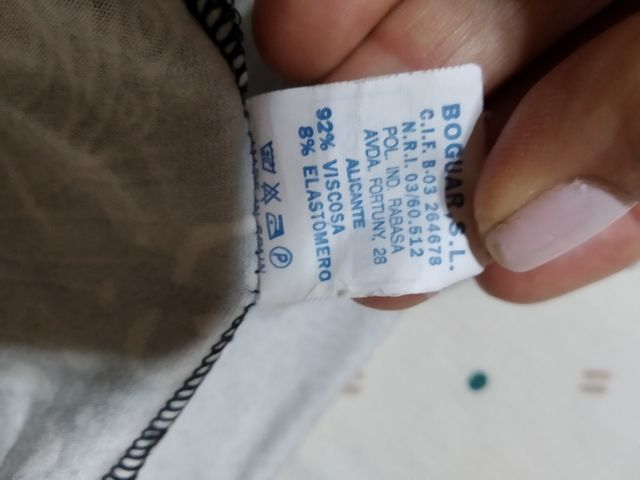 BOGUAR, S.L.
C.I.F. B-03 264678
N.R.I. 03/60.512
POL. IND. RABASA
AVDA. FORTUNY, 28
ALICANTE
92% VISCOSA
8% ELASTOMERO
P